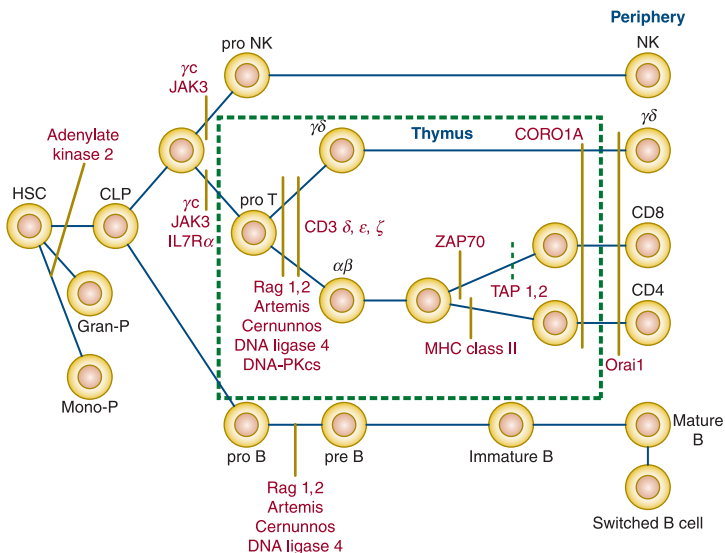 Periphery
pro NK
NK
γc
JAK3
Adenylate
kinase 2
γδ
Thymus
CORO1A
γδ
HSC
CLP
γc
JAK3
IL7Rα
pro T
CD3 δ, ε, ζ
ZAP70
CD8
αβ
TAP 1,2
CD4
Rag 1,2
Artemis
Cernunnos
DNA ligase 4
DNA-PKcs
Gran-P
MHC class II
Orai1
Mono-P
pro B
pre B
Immature B
Mature
B
Rag 1,2
Artemis
Cernunnos
DNA ligase 4
Switched B cell